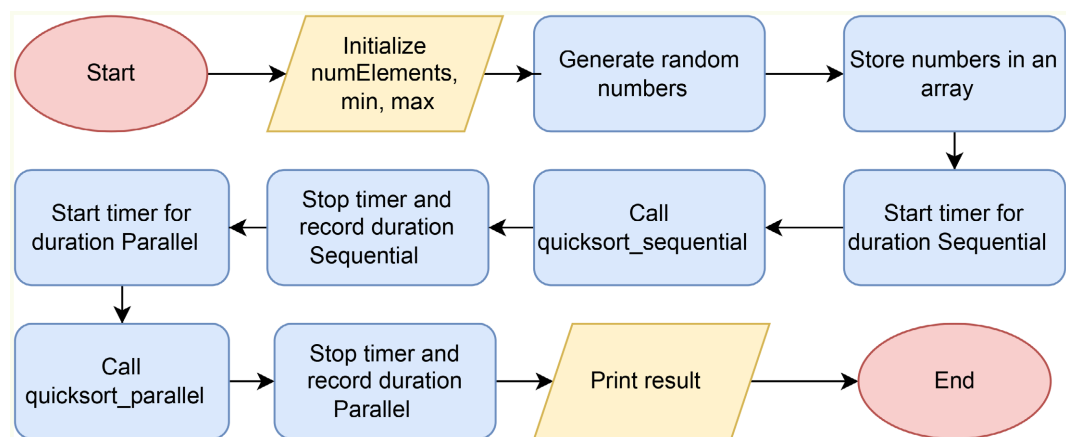 Start
Initialize
numElements,
min, max
Generate random
numbers
Store numbers in an
array
Start timer for
duration Sequential
Call
quicksort_sequential
Stop timer and
record duration
Sequential
Start timer for
duration Parallel
Call
quicksort_parallel
Stop timer and
record duration
Parallel
Print result
End